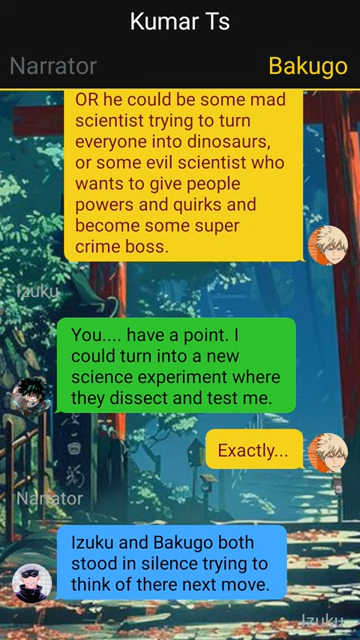 Kumar Ts
Narrator
Bakugo
OR he could be some mad
scientist trying to turn
everyone into dinosaurs,
or some evil scientist who
wants to give people
powers and quirks and
become some super
crime boss.
Izuku
You.... have a point. I
could turn into a new
science experiment where
they dissect and test me.
Exactly...
Narrator
Izuku and Bakugo both
stood in silence trying to
think of there next move.
Izuku